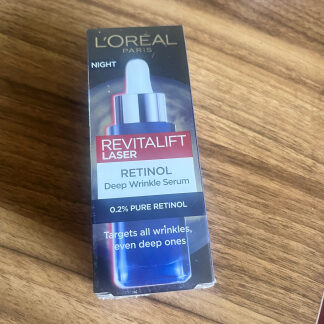 L'ORÉAL
PARIS
NIGHT
REVITALIFT
LASER
RETINOL
Deep Wrinkle Serum
0.2% PURE RETINOL
Targets all wrinkles,
even deep ones